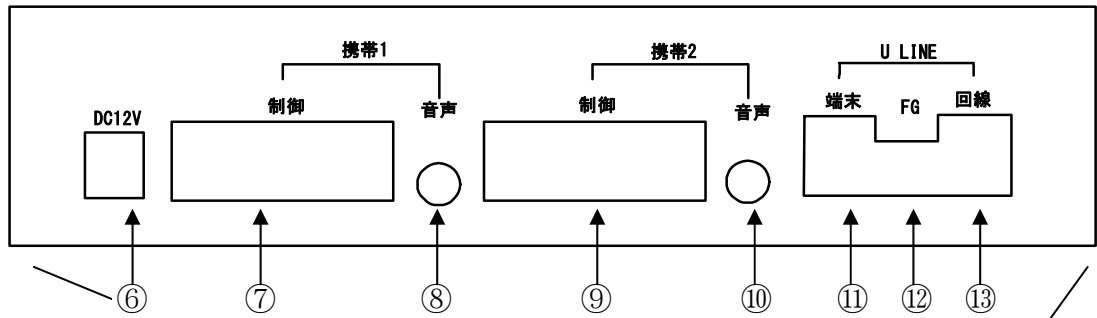 携帯1 携帯2 U LINE
制御 音声 制御 音声 端末 FG 回線
DC12V
⑥ ⑦ ⑧ ⑨ ⑩ ⑪ ⑫ ⑬